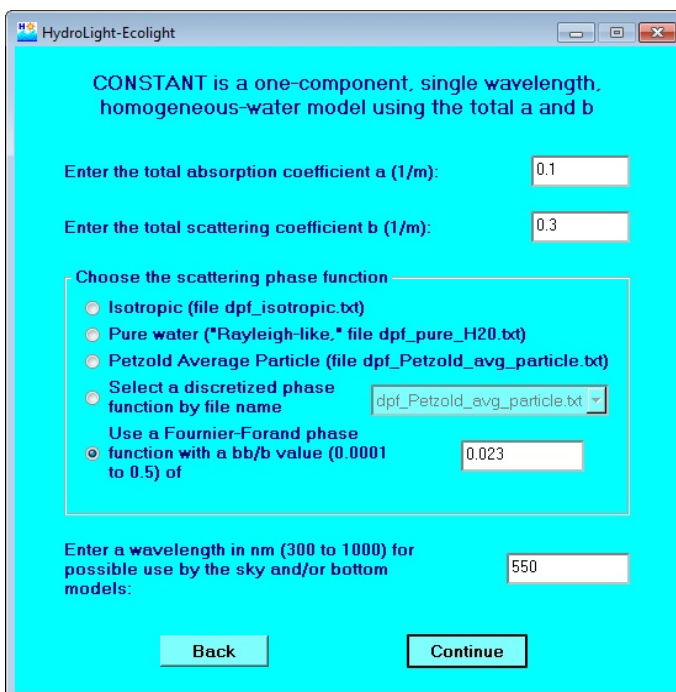 HydroLight-Ecolight
CONSTANT is a one-component, single wavelength,
homogeneous-water model using the total a and b
Enter the total absorption coefficient a (1/m):
0.1
Enter the total scattering coefficient b (1/m):
0.3
Choose the scattering phase function
Isotropic (file dpf_isotropic.txt)
Pure water ("Rayleigh-like," file dpf_pure_H20.txt)
Petzold Average Particle (file dpf_Petzold_avg_particle.txt)
Select a discretized phase
function by file name
dpf_Petzold_avg_particle.txt
Use a Fournier-Forand phase
function with a bb/b value (0.0001
to 0.5) of
0.023
Enter a wavelength in nm (300 to 1000) for
possible use by the sky and/or bottom
models:
550
Back
Continue